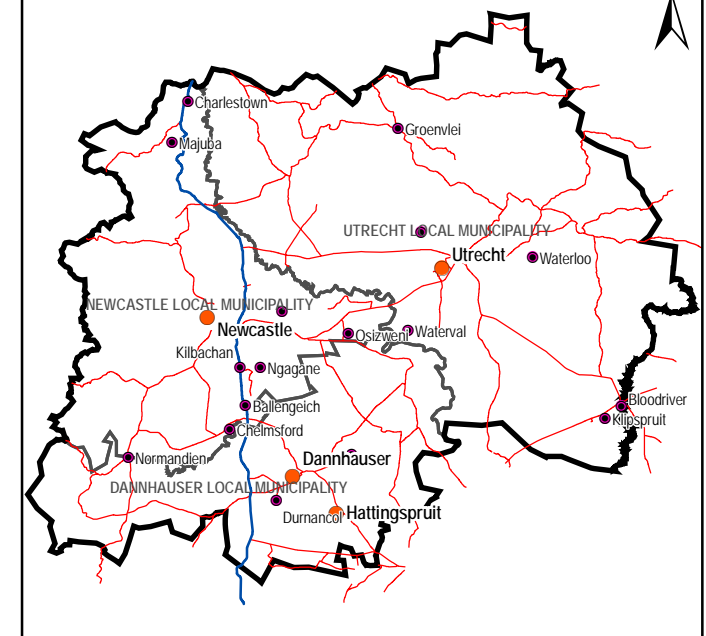 Charlestown
Groenvlei
Majuba
UTRECHT LOCAL MUNICIPALITY
Utrecht
Waterloo
NEWCASTLE LOCAL MUNICIPALITY
Newcastle
Osizweni
Waterval
Kilbachan
Ngagane
Ballengeich
Bloodriver
Klipspruit
Chelmsford
Normandien
Dannhauser
DANNHAUSER LOCAL MUNICIPALITY
Durnancol
Hattingspruit